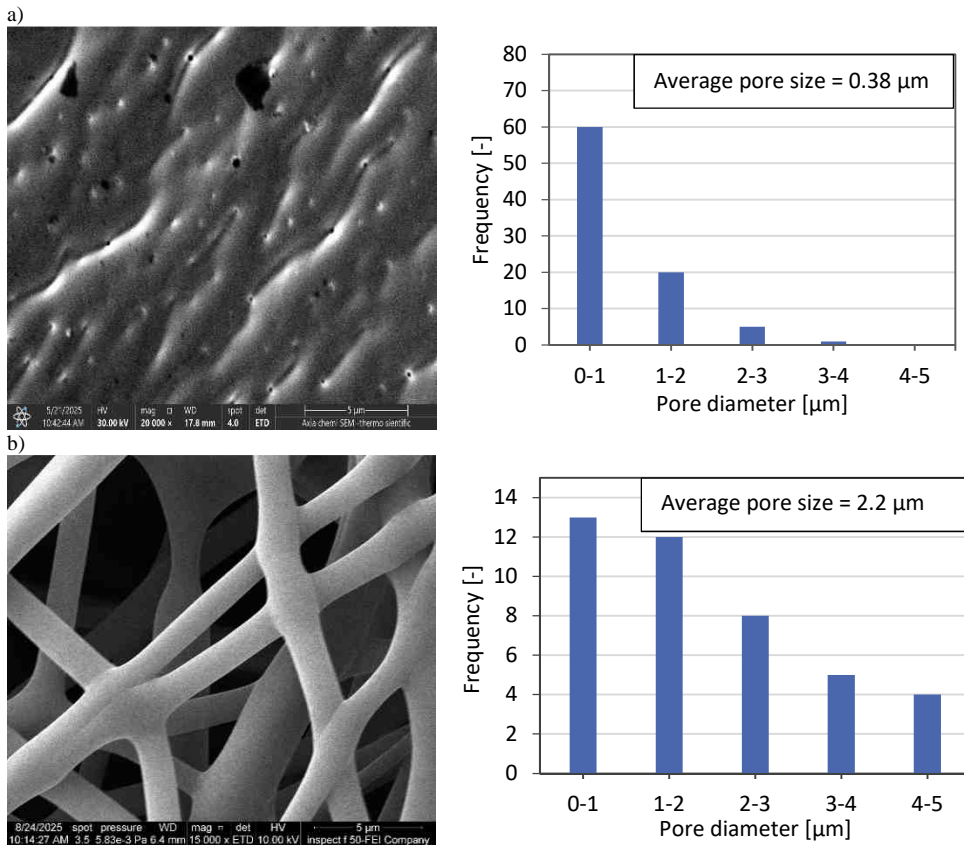 a)
5/21/2025 HV mag □ WD spot det 5 µm
10:42:44 AM 30.00 kV 20 000 x 17.8 mm 4.0 ETD Axia chemi SEM -thermo sientific
80
70
60
50
40
30
20
10
0
Frequency [-]
Average pore size = 0.38 µm
0-1 1-2 2-3 3-4 4-5
Pore diameter [µm]
b)
8/24/2025 spot pressure WD mag □ det HV 5 µm
10:14:27 AM 3.5 5.83e-3 Pa 6.4 mm 15 000 x ETD 10.00 kV inspect f 50-FEI Company
14
12
10
8
6
4
2
0
Frequency [-]
Average pore size = 2.2 µm
0-1 1-2 2-3 3-4 4-5
Pore diameter [µm]